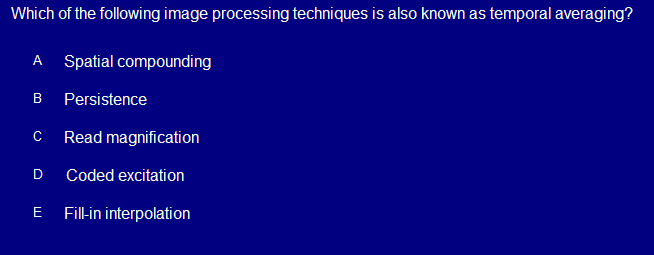 Which of the following image processing techniques is also known as temporal averaging?
A Spatial compounding
B Persistence
C Read magnification
D Coded excitation
E Fill-in interpolation